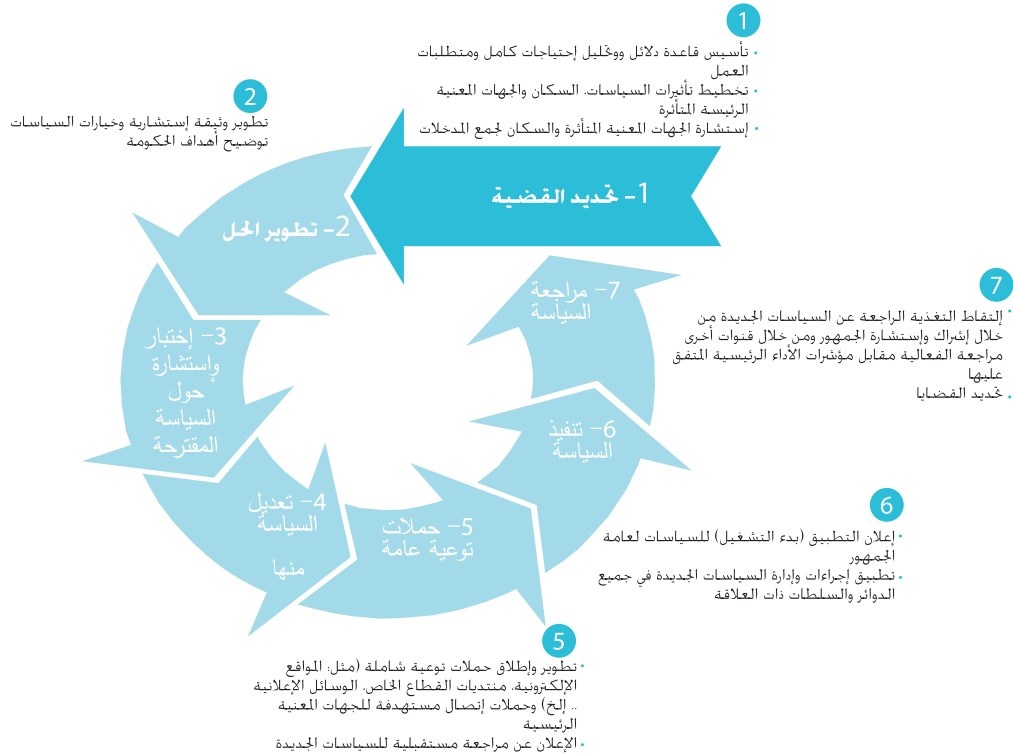 1
• تأسيس قاعدة دلائل ووتحليل إحتياجات كامل ومتطلبات
العمل
• تخطيط تأثيرات السياسات، السكان والجهات المعنية
الرئيسة المتأثرة
• إستشارة الجهات المعنية المتأثرة والسكان لجمع المدخلات
1- تحديد القضية
2
تطوير وثيقة إستشارية وخيارات السياسات
توضيح أهداف الحكومة
2- تطوير الحل
3- إختبار
وإستشارة
حول
السياسة
المقترحة
4- تعديل
السياسة
منها
5- حملات
توعية عامة
5
• تطوير وإطلاق حملات توعية شاملة (مثل: المواقع
الإلكترونية، منتديات القطاع الخاص، الوسائل الإعلانية
.. إلخ) وحملات إتصال مستهدفة للجهات المعنية
الرئيسية
• الإعلان عن مراجعة مستقبلية للسياسات الجديدة
6- تنفيذ
السياسة
6
• إعلان التطبيق (بدء التشغيل) للسياسات لعامة
الجمهور
• تطبيق إجراءات وإدارة السياسات الجديدة في جميع
الدوائر والسلطات ذات العلاقة
7- مراجعة
السياسة
7
• إلتقاط التغذية الراجعة عن السياسات الجديدة من
خلال إشراك وإستشارة الجمهور ومن خلال قنوات أخرى
مراجعة الفعالية مقابل مؤشرات الأداء الرئيسية المتفق
عليها
• تحديد القضايا